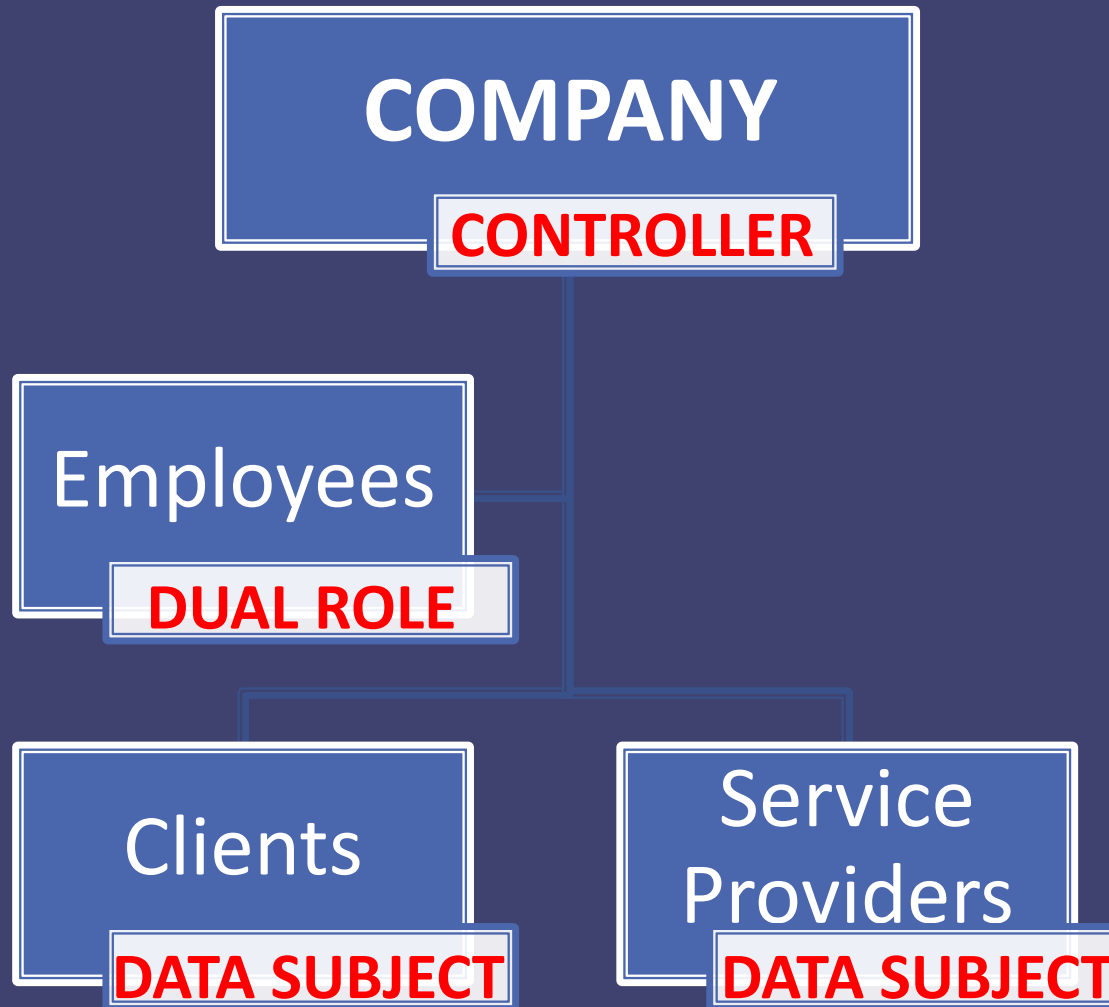 COMPANY
CONTROLLER
Employees
DUAL ROLE
Clients
DATA SUBJECT
Service
Providers
DATA SUBJECT